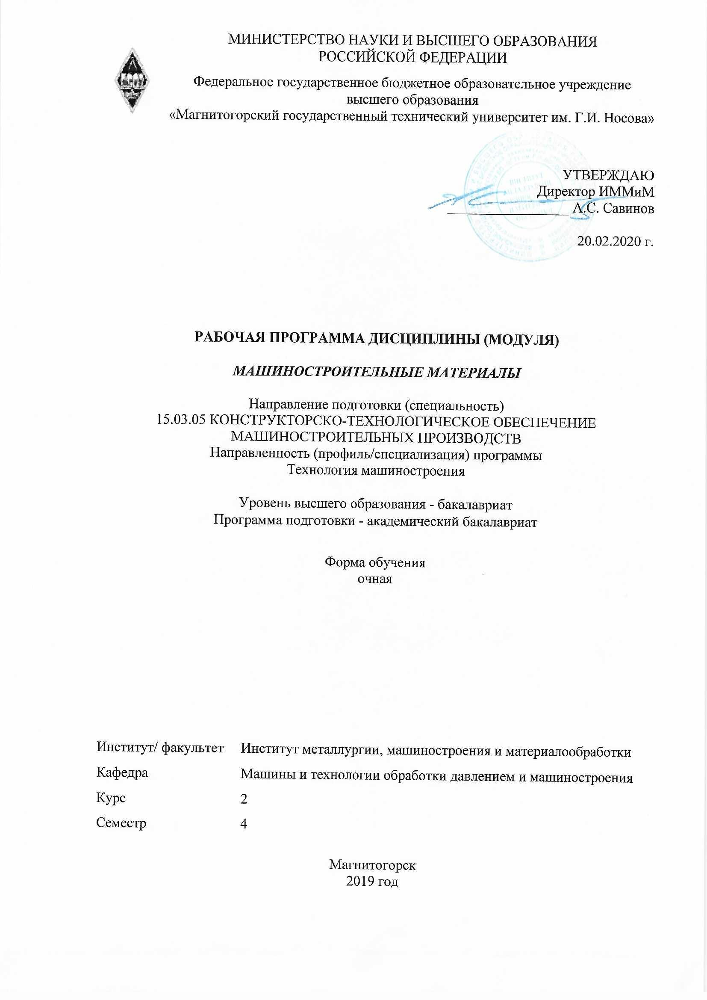 МИНИСТЕРСТВО НАУКИ И ВЫСШЕГО ОБРАЗОВАНИЯ
РОССИЙСКОЙ ФЕДЕРАЦИИ
Федеральное государственное бюджетное образовательное учреждение
высшего образования
«Магнитогорский государственный технический университет им. Г.И. Носова»
МГТУ
УТВЕРЖДАЮ
Директор ИММиМ
А.С. Савинов
20.02.2020 г.
РАБОЧАЯ ПРОГРАММА ДИСЦИПЛИНЫ (МОДУЛЯ)
МАШИНОСТРОИТЕЛЬНЫЕ МАТЕРИАЛЫ
Направление подготовки (специальность)
15.03.05 КОНСТРУКТОРСКО-ТЕХНОЛОГИЧЕСКОЕ ОБЕСПЕЧЕНИЕ
МАШИНОСТРОИТЕЛЬНЫХ ПРОИЗВОДСТВ
Направленность (профиль/специализация) программы
Технология машиностроения
Уровень высшего образования - бакалавриат
Программа подготовки - академический бакалавриат
Форма обучения
очная
Институт/ факультет Институт металлургии, машиностроения и материалообработки
Кафедра Машины и технологии обработки давлением и машиностроения
Курс 2
Семестр 4
Магнитогорск
2019 год